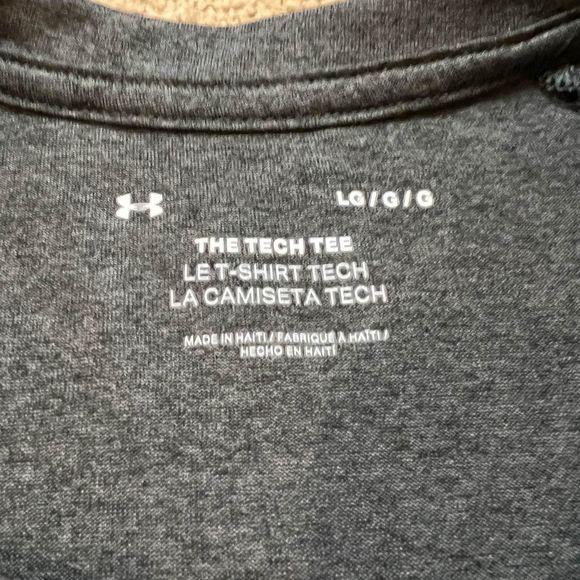 LG / G / G
THE TECH TEE
LE T-SHIRT TECH
LA CAMISETA TECH
MADE IN HAITI / FABRIQUÉ À HAÏTI /
HECHO EN HAITÍ